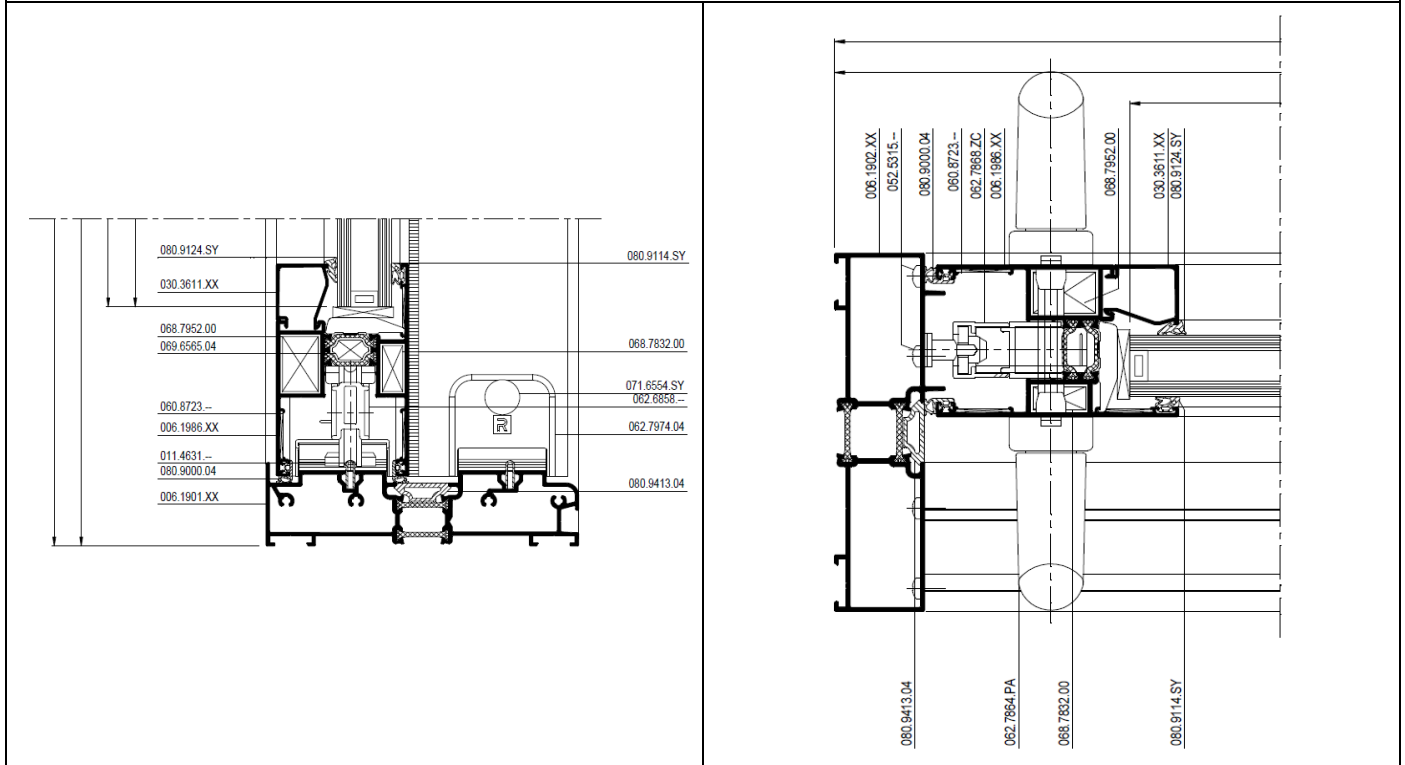 080.9124.SY
030.3611.XX
068.7952.00
069.6565.04
060.8723.--
006.1986.XX
011.4631.--
080.9000.04
006.1901.XX
080.9114.SY
068.7832.00
071.6554.SY
062.6858.--
062.7974.04
080.9413.04
R
006.1902.XX
052.5315.--
080.9000.04
060.8723.--
062.7868.ZC
006.1986.XX
068.7952.00
030.3611.XX
080.9124.SY
080.9413.04
062.7864.PA
068.7832.00
080.9114.SY